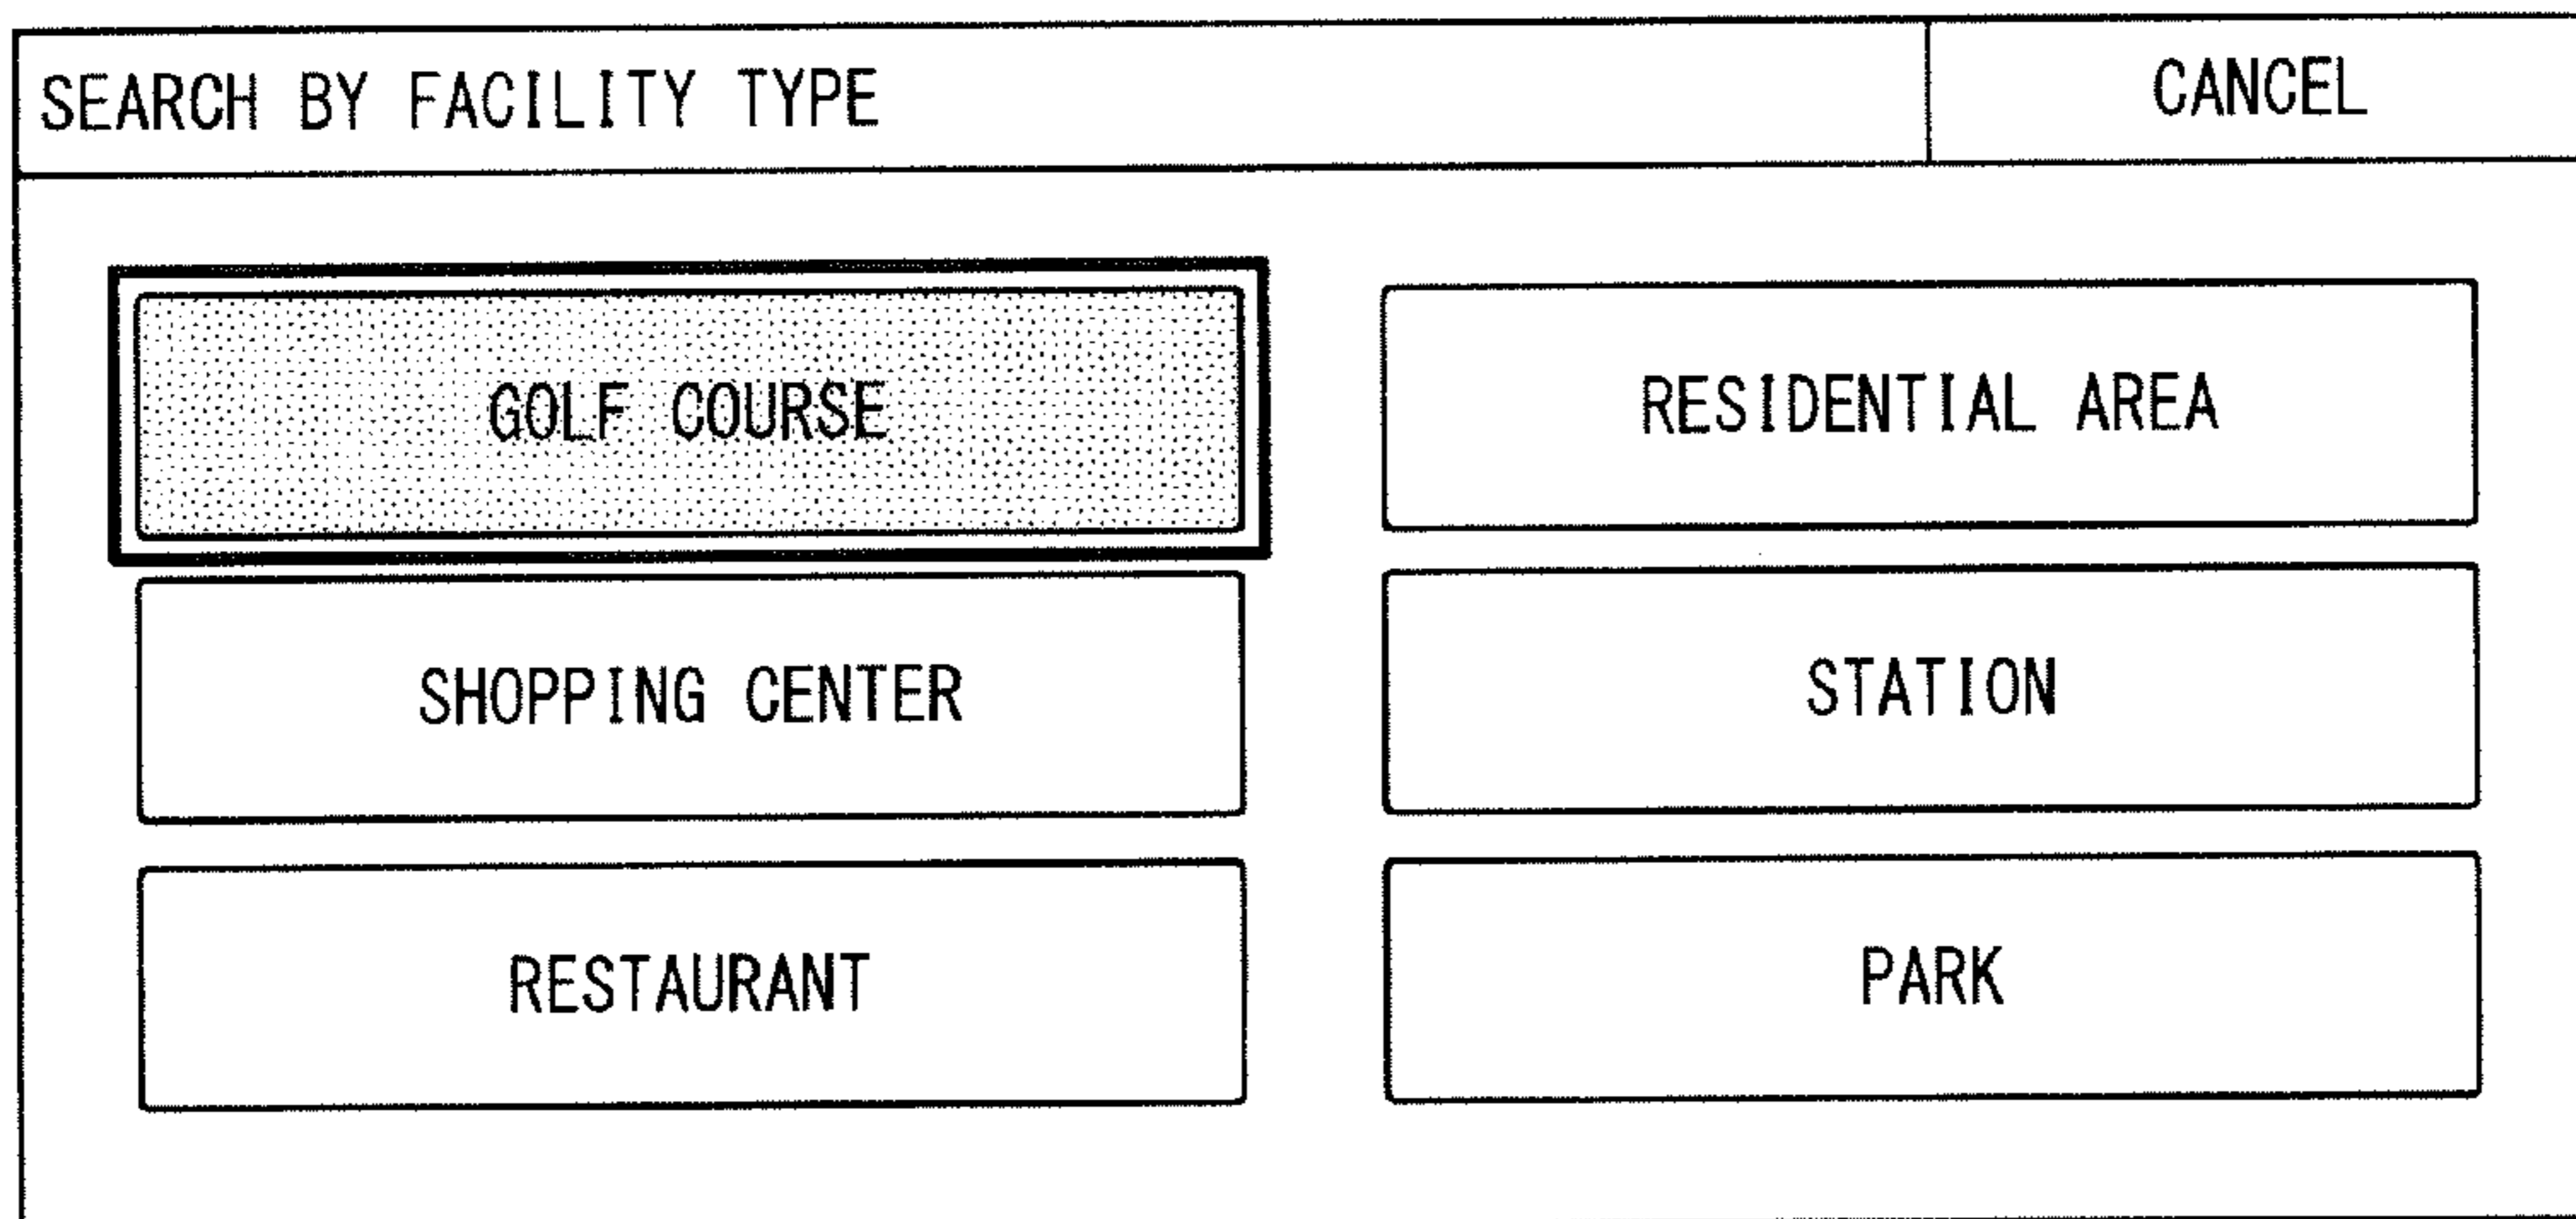 SEARCH BY FACILITY TYPE
CANCEL
GOLF COURSE
RESIDENTIAL AREA
SHOPPING CENTER
STATION
RESTAURANT
PARK